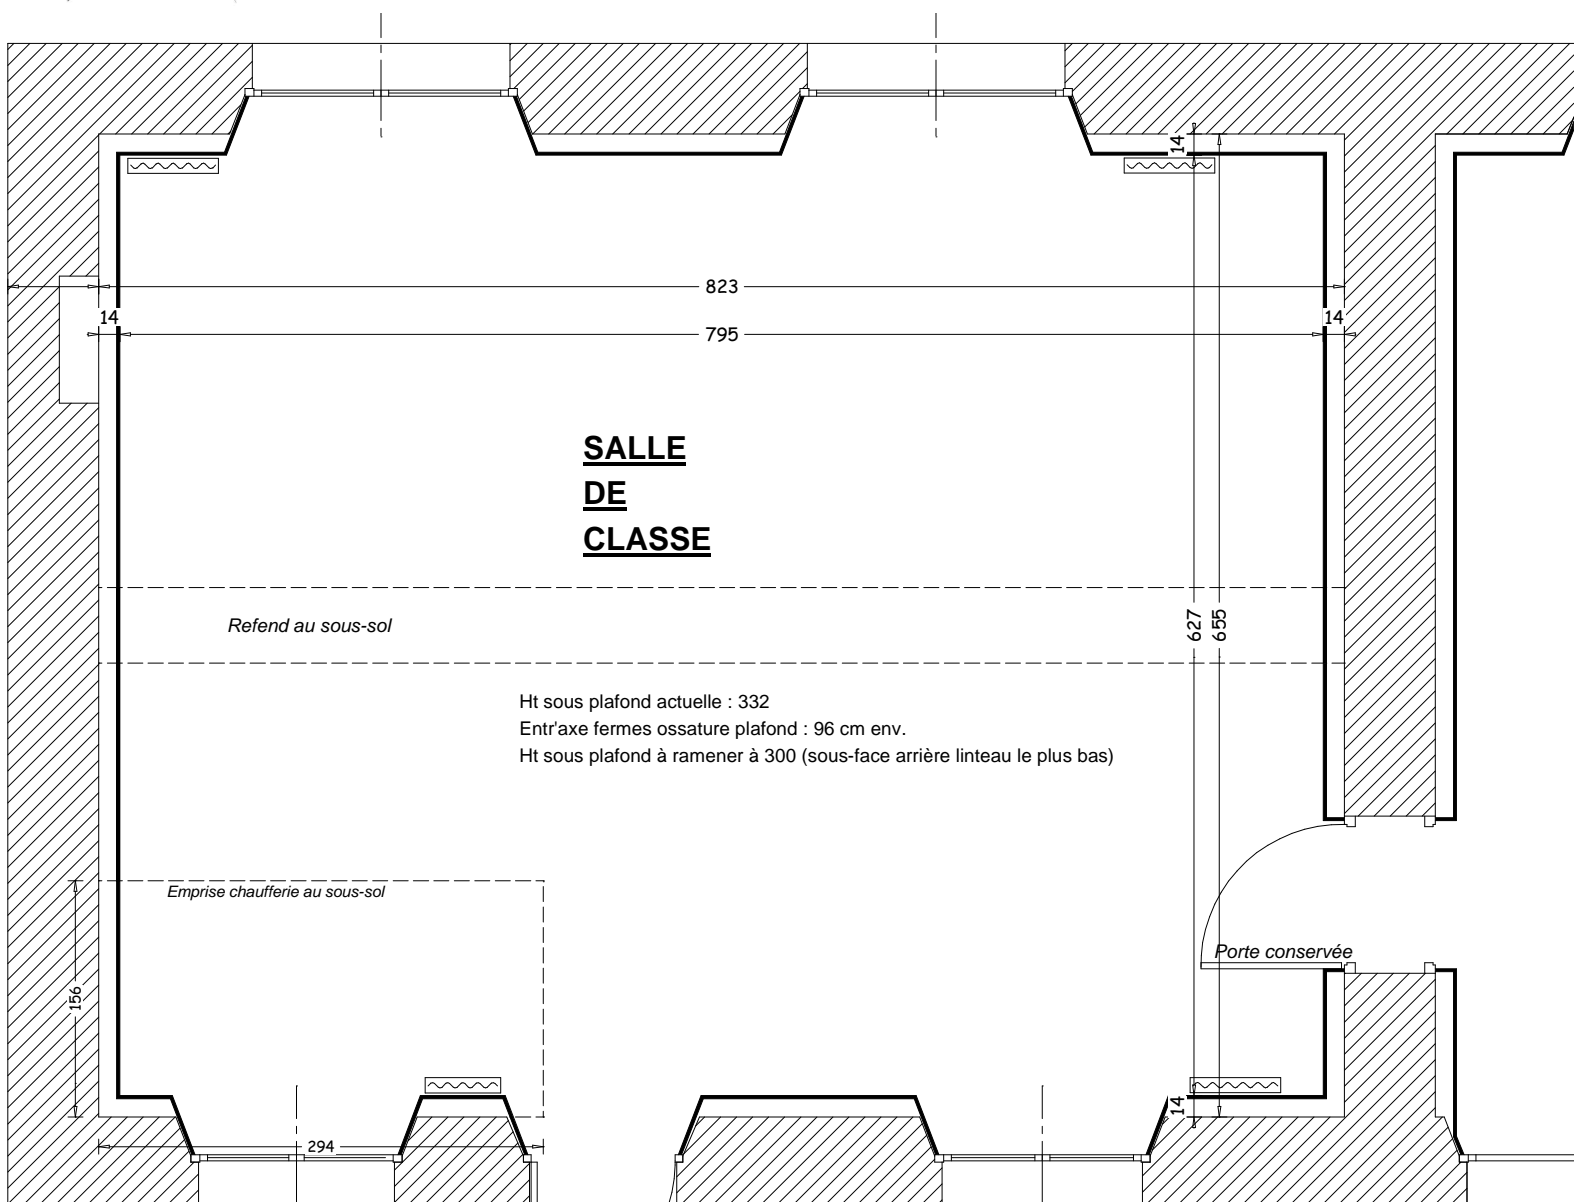 14
823
14
14
795
SALLE
DE
CLASSE
Refend au sous-sol
627
655
Ht sous plafond actuelle : 332
Entr'axe fermes ossature plafond : 96 cm env.
Ht sous plafond à ramener à 300 (sous-face arrière linteau le plus bas)
Emprise chaufferie au sous-sol
Porte conservée
156
14
294